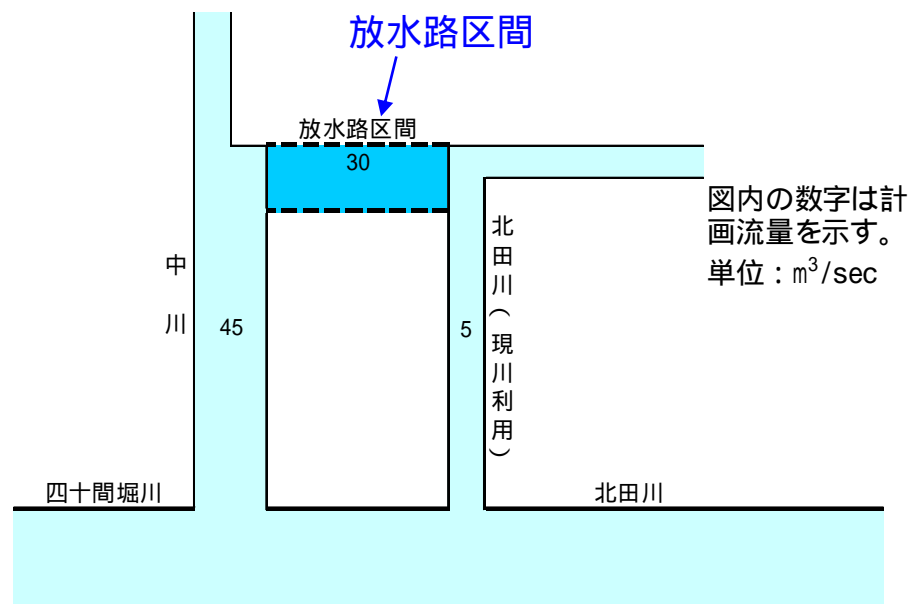 放水路区間
放水路区間
30
図内の数字は計
画流量を示す。
単位：㎥/sec
中川
45
5
北田川(現川利用)
四十間堀川
北田川